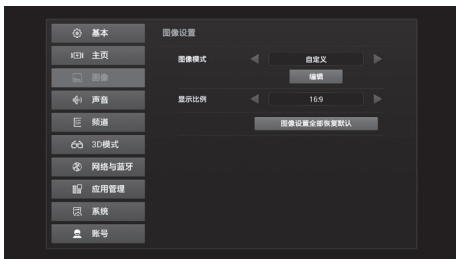 基本
主页
图像
声音
频道
3D模式
网络与蓝牙
应用管理
系统
账号
图像设置
图像模式
自定义
编辑
显示比例
16:9
图像设置全部恢复默认